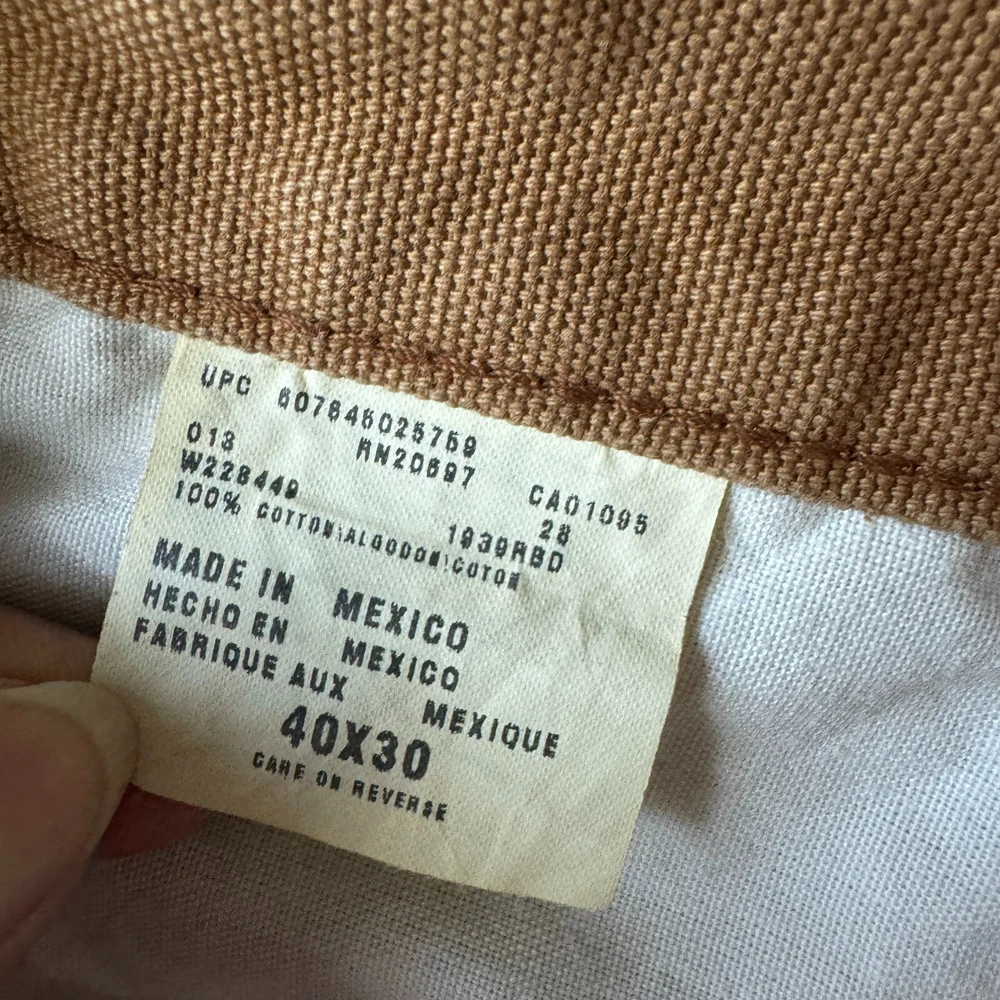 UPC 607645025759
013 RN20697 CA01095
W228449 28
100% COTTON\ALGODON\COTON 1939RBD
MADE IN MEXICO
HECHO EN MEXICO
FABRIQUE AUX MEXIQUE
40X30
CARE ON REVERSE